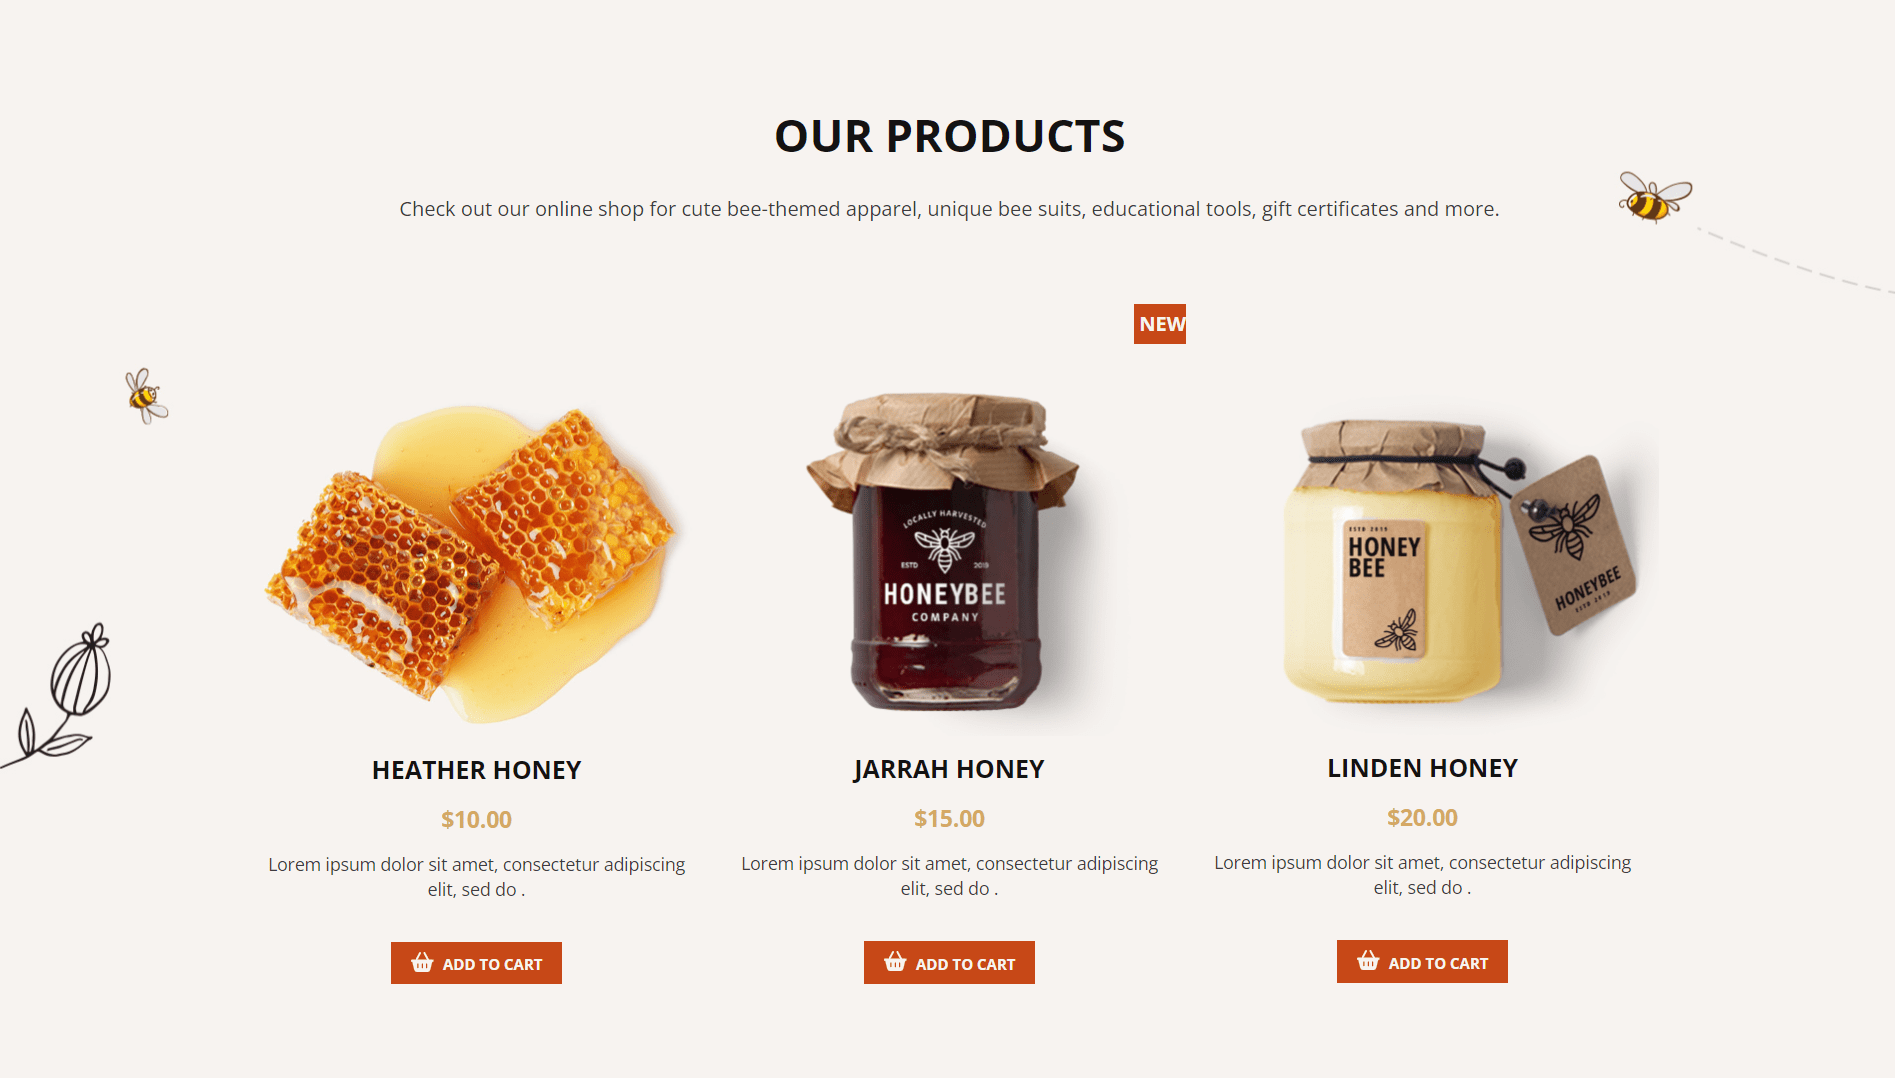 OUR PRODUCTS
Check out our online shop for cute bee-themed apparel, unique bee suits, educational tools, gift certificates and more.
NEW
LOCALLY HARVESTED
ESTD 2019
HONEYBEE
COMPANY
ESTD 2019
HONEY
BEE
HONEYBEE
ESTD 2019
HEATHER HONEY
$10.00
Lorem ipsum dolor sit amet, consectetur adipiscing
elit, sed do .
ADD TO CART
JARRAH HONEY
$15.00
Lorem ipsum dolor sit amet, consectetur adipiscing
elit, sed do .
ADD TO CART
LINDEN HONEY
$20.00
Lorem ipsum dolor sit amet, consectetur adipiscing
elit, sed do .
ADD TO CART